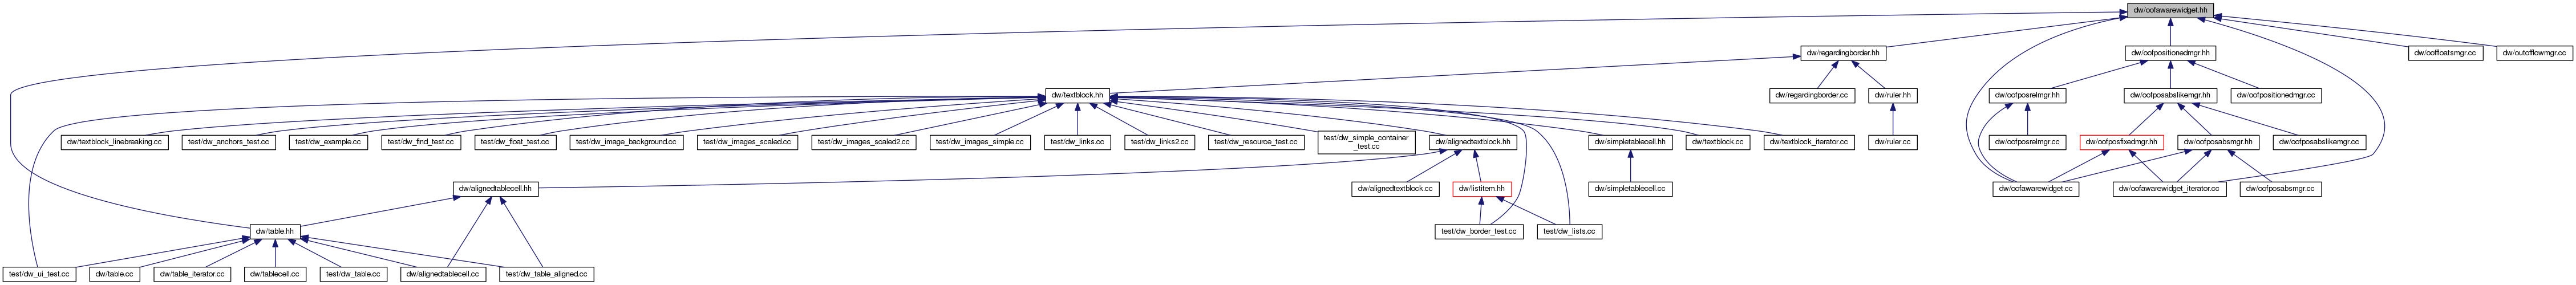 dw/oofawarewidget.hh
dw/regardingborder.hh
dw/oofpositionedmgr.hh
dw/ooffloatsmgr.cc
dw/outofflowmgr.cc
dw/textblock.hh
dw/regardingborder.cc
dw/ruler.hh
dw/oofposrelmgr.hh
dw/oofposabslikemgr.hh
dw/oofpositionedmgr.cc
dw/textblock_linebreaking.cc
test/dw_anchors_test.cc
test/dw_example.cc
test/dw_find_test.cc
test/dw_float_test.cc
test/dw_image_background.cc
test/dw_images_scaled.cc
test/dw_images_scaled2.cc
test/dw_images_simple.cc
test/dw_links.cc
test/dw_links2.cc
test/dw_resource_test.cc
test/dw_simple_container
_test.cc
dw/alignedtextblock.hh
dw/simpletablecell.hh
dw/textblock.cc
dw/textblock_iterator.cc
dw/ruler.cc
dw/oofposrelmgr.cc
dw/oofposfixedmgr.hh
dw/oofposabsmgr.hh
dw/oofposabslikemgr.cc
dw/alignedtablecell.hh
dw/alignedtextblock.cc
dw/listitem.hh
dw/simpletablecell.cc
dw/oofawarewidget.cc
dw/oofawarewidget_iterator.cc
dw/oofposabsmgr.cc
dw/table.hh
test/dw_border_test.cc
test/dw_lists.cc
test/dw_ui_test.cc
dw/table.cc
dw/table_iterator.cc
dw/tablecell.cc
test/dw_table.cc
dw/alignedtablecell.cc
test/dw_table_aligned.cc